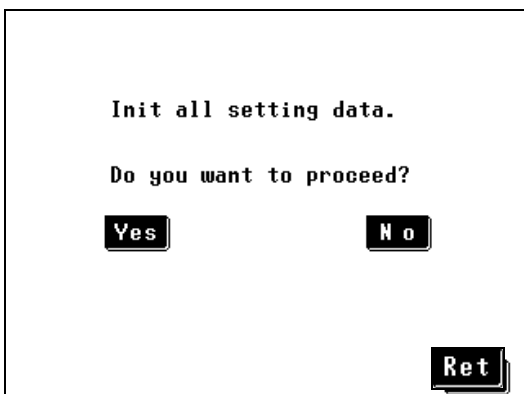 Init all setting data.
Do you want to proceed?
Yes No
Ret